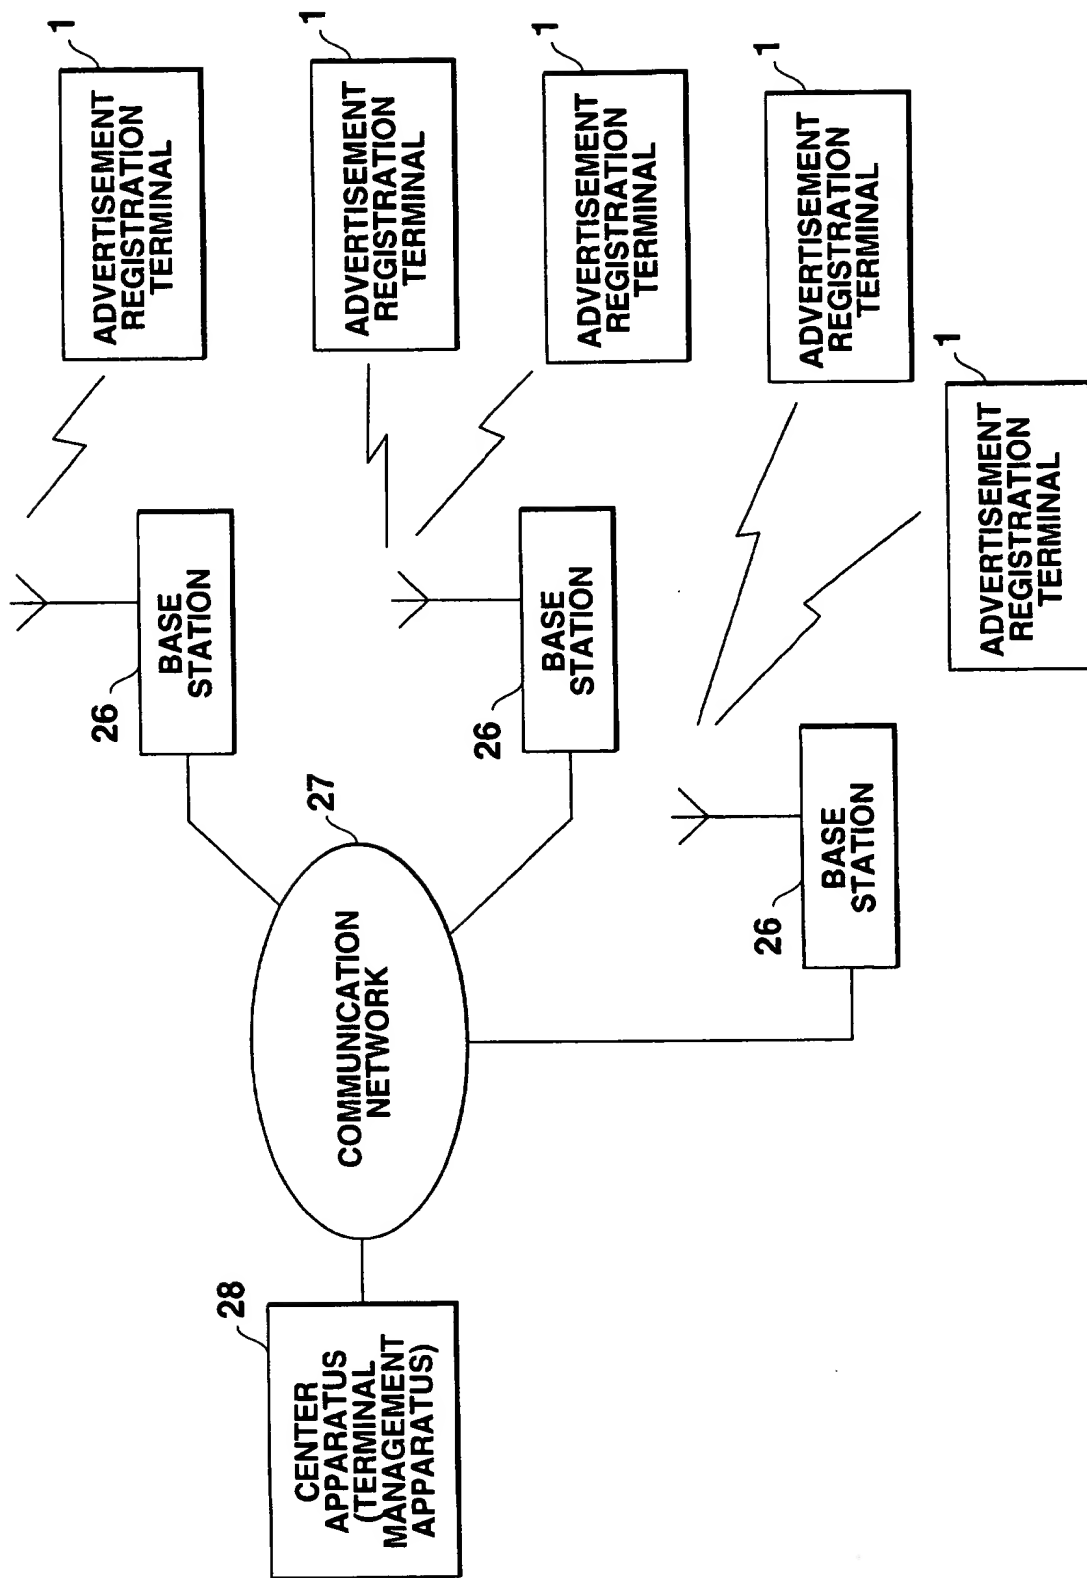 28
CENTER
APPARATUS
(TERMINAL
MANAGEMENT
APPARATUS)
27
COMMUNICATION
NETWORK
26
BASE
STATION
26
BASE
STATION
26
BASE
STATION
1
ADVERTISEMENT
REGISTRATION
TERMINAL
1
ADVERTISEMENT
REGISTRATION
TERMINAL
1
ADVERTISEMENT
REGISTRATION
TERMINAL
1
ADVERTISEMENT
REGISTRATION
TERMINAL
1
ADVERTISEMENT
REGISTRATION
TERMINAL